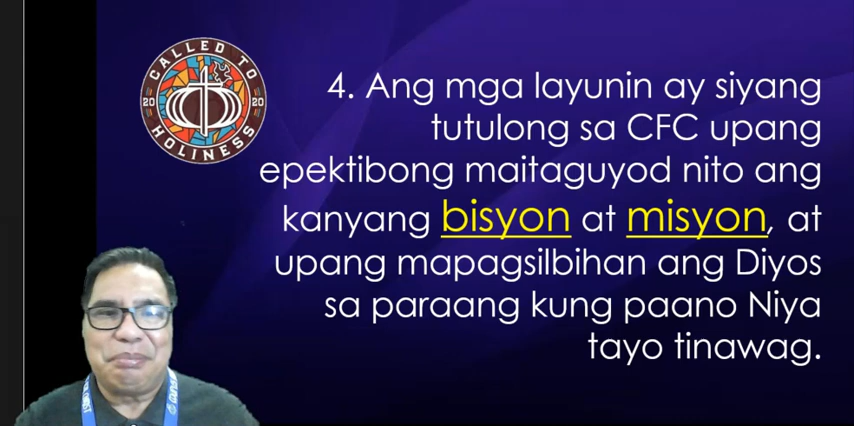 CALLED TO
20 20
HOLINESS
4. Ang mga layunin ay siyang
tutulong sa CFC upang
epektibong maitaguyod nito ang
kanyang bisyon at misyon, at
upang mapagsilbihan ang Diyos
sa paraang kung paano Niya
tayo tinawag.